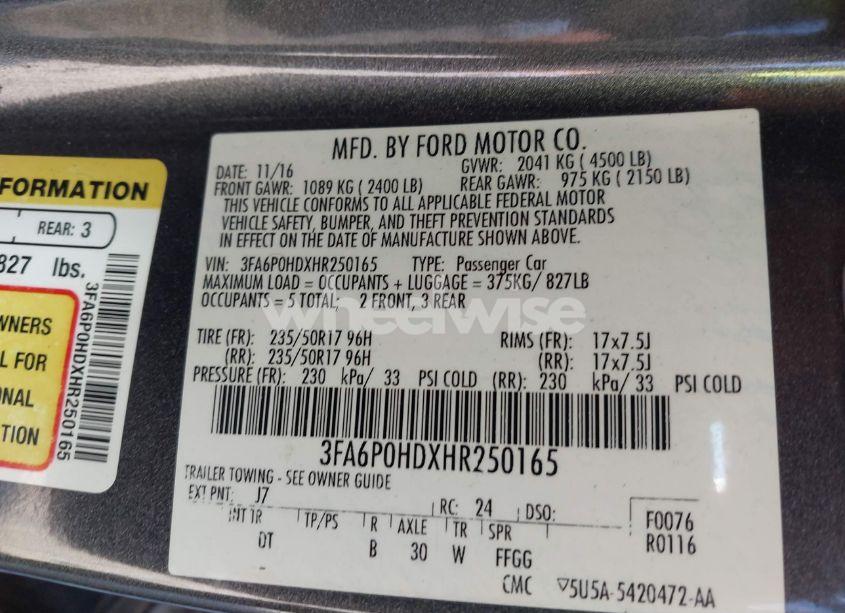 FORMATION
REAR: 3
827 lbs.
WNERS
L FOR
ONAL
TION
3FA6P0HDXHR250165
MFD. BY FORD MOTOR CO.
DATE: 11/16 GVWR: 2041 KG ( 4500 LB)
FRONT GAWR: 1089 KG ( 2400 LB) REAR GAWR: 975 KG ( 2150 LB)
THIS VEHICLE CONFORMS TO ALL APPLICABLE FEDERAL MOTOR
VEHICLE SAFETY, BUMPER, AND THEFT PREVENTION STANDARDS
IN EFFECT ON THE DATE OF MANUFACTURE SHOWN ABOVE.
VIN: 3FA6P0HDXHR250165 TYPE: Passenger Car
MAXIMUM LOAD = OCCUPANTS + LUGGAGE = 375KG/ 827LB
OCCUPANTS = 5 TOTAL; 2 FRONT, 3 REAR
wheelwise
TIRE (FR): 235/50R17 96H RIMS (FR): 17x7.5J
(RR): 235/50R17 96H (RR): 17x7.5J
PRESSURE (FR): 230 kPa/ 33 PSI COLD (RR): 230 kPa/ 33 PSI COLD
3FA6P0HDXHR250165
TRAILER TOWING - SEE OWNER GUIDE
EXT PNT: J7 RC: 24 DSO: F0076
INT TR TP/PS R AXLE TR SPR R0116
DT B 30 W FFGG
CMC ▽5U5A-5420472-AA